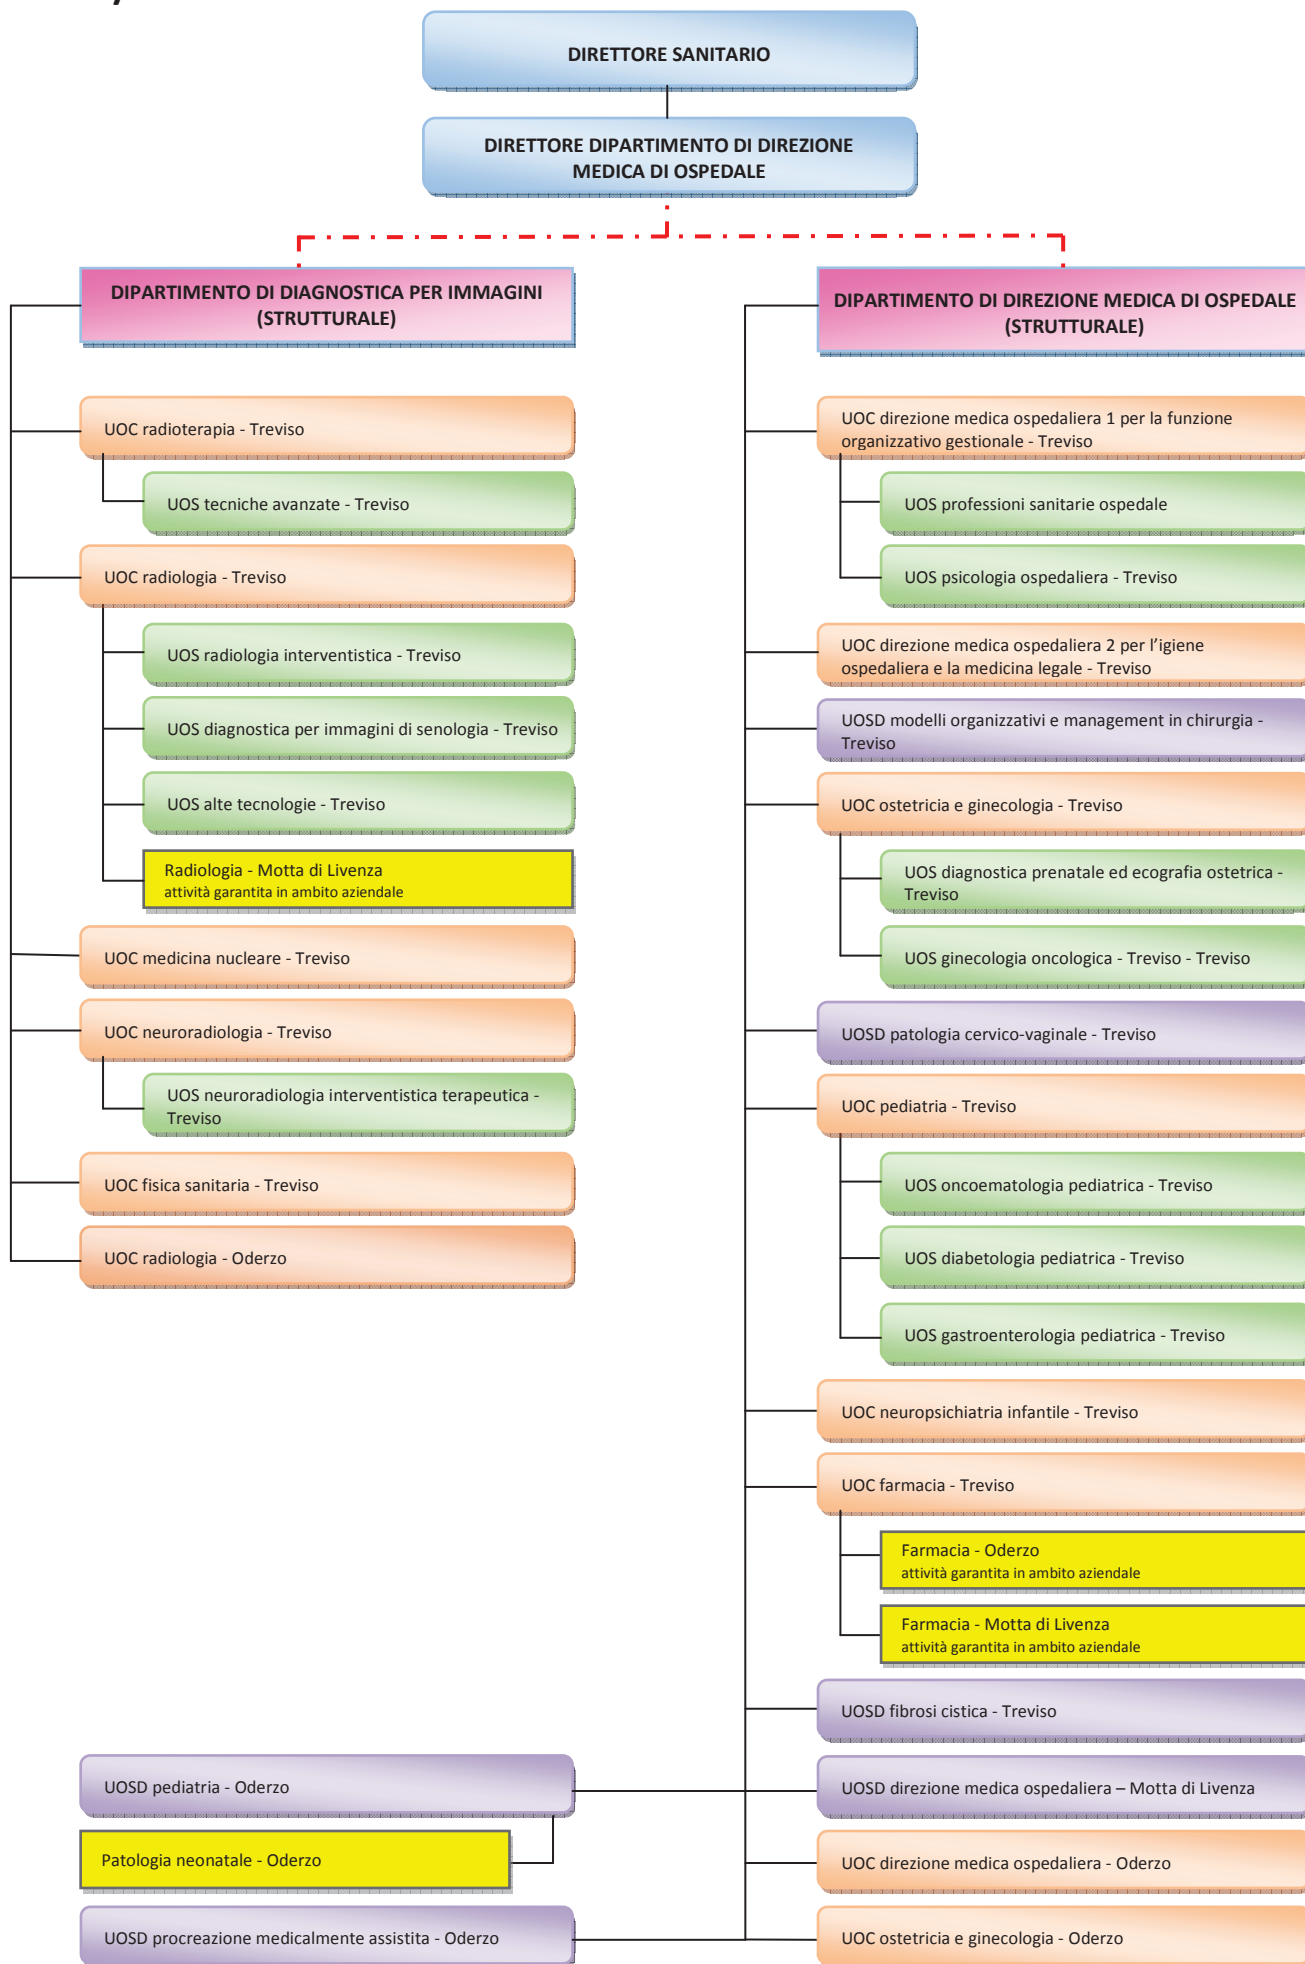 DIRETTORE SANITARIO
DIRETTORE DIPARTIMENTO DI DIREZIONE
MEDICA DI OSPEDALE
DIPARTIMENTO DI DIAGNOSTICA PER IMMAGINI
(STRUTTURALE)
UOC radioterapia - Treviso
UOS tecniche avanzate - Treviso
UOC radiologia - Treviso
UOS radiologia interventistica - Treviso
UOS diagnostica per immagini di senologia - Treviso
UOS alte tecnologie - Treviso
Radiologia - Motta di Livenza
attività garantita in ambito aziendale
UOC medicina nucleare - Treviso
UOC neuroradiologia - Treviso
UOS neuroradiologia interventistica terapeutica -
Treviso
UOC fisica sanitaria - Treviso
UOC radiologia - Oderzo
DIPARTIMENTO DI DIREZIONE MEDICA DI OSPEDALE
(STRUTTURALE)
UOC direzione medica ospedaliera 1 per la funzione
organizzativo gestionale - Treviso
UOS professioni sanitarie ospedale
UOS psicologia ospedaliera - Treviso
UOC direzione medica ospedaliera 2 per l'igiene
ospedaliera e la medicina legale - Treviso
UOSD modelli organizzativi e management in chirurgia -
Treviso
UOC ostetricia e ginecologia - Treviso
UOS diagnostica prenatale ed ecografia ostetrica -
Treviso
UOS ginecologia oncologica - Treviso - Treviso
UOSD patologia cervico-vaginale - Treviso
UOC pediatria - Treviso
UOS oncoematologia pediatrica - Treviso
UOS diabetologia pediatrica - Treviso
UOS gastroenterologia pediatrica - Treviso
UOC neuropsichiatria infantile - Treviso
UOC farmacia - Treviso
Farmacia - Oderzo
attività garantita in ambito aziendale
Farmacia - Motta di Livenza
attività garantita in ambito aziendale
UOSD fibrosi cistica - Treviso
UOSD pediatria - Oderzo
UOSD direzione medica ospedaliera – Motta di Livenza
Patologia neonatale - Oderzo
UOC direzione medica ospedaliera - Oderzo
UOSD procreazione medicalmente assistita - Oderzo
UOC ostetricia e ginecologia - Oderzo